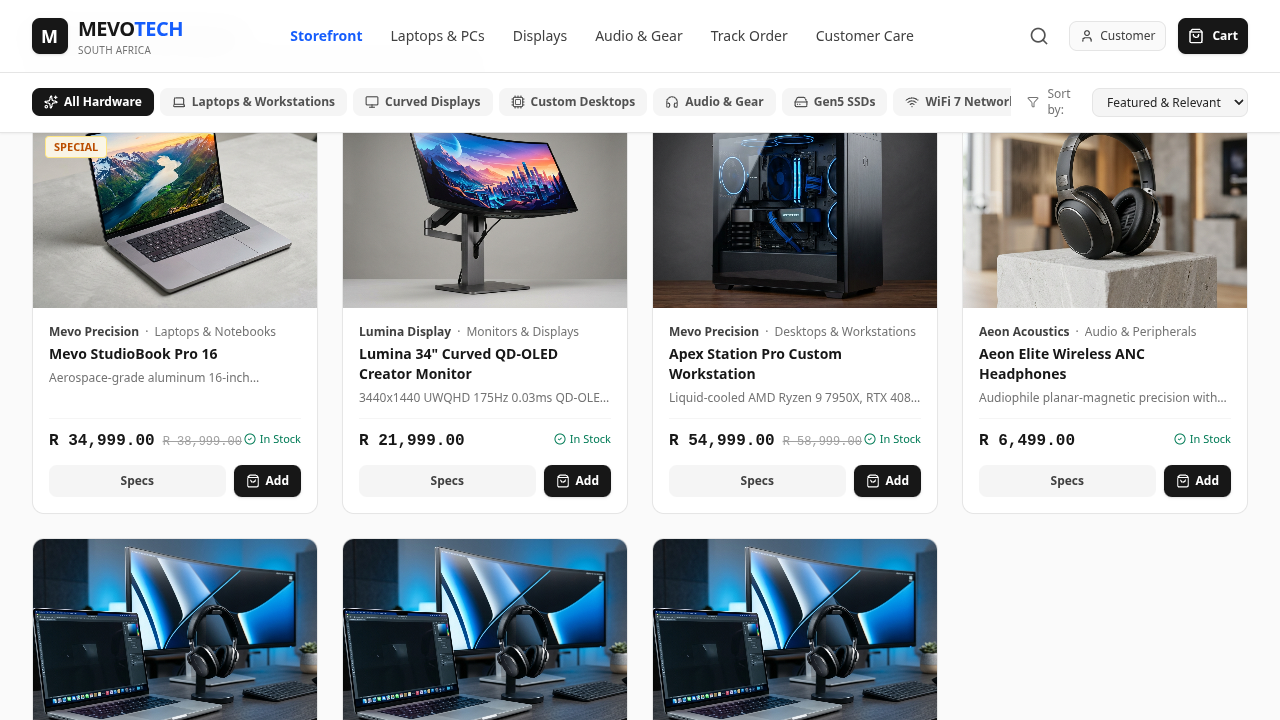 M MEVOTECH
SOUTH AFRICA
Storefront Laptops & PCs Displays Audio & Gear Track Order Customer Care
Customer
Cart
All Hardware Laptops & Workstations Curved Displays Custom Desktops Audio & Gear Gen5 SSDs WiFi 7 Networ
Sort by:
Featured & Relevant
SPECIAL
Mevo Precision · Laptops & Notebooks
Mevo StudioBook Pro 16
Aerospace-grade aluminum 16-inch...
R 34,999.00 R 38,999.00 In Stock
Specs Add
Lumina Display · Monitors & Displays
Lumina 34" Curved QD-OLED
Creator Monitor
3440x1440 UWQHD 175Hz 0.03ms QD-OLE...
R 21,999.00 In Stock
Specs Add
Mevo Precision · Desktops & Workstations
Apex Station Pro Custom
Workstation
Liquid-cooled AMD Ryzen 9 7950X, RTX 408...
R 54,999.00 R 58,999.00 In Stock
Specs Add
Aeon Acoustics · Audio & Peripherals
Aeon Elite Wireless ANC
Headphones
Audiophile planar-magnetic precision with...
R 6,499.00 In Stock
Specs Add